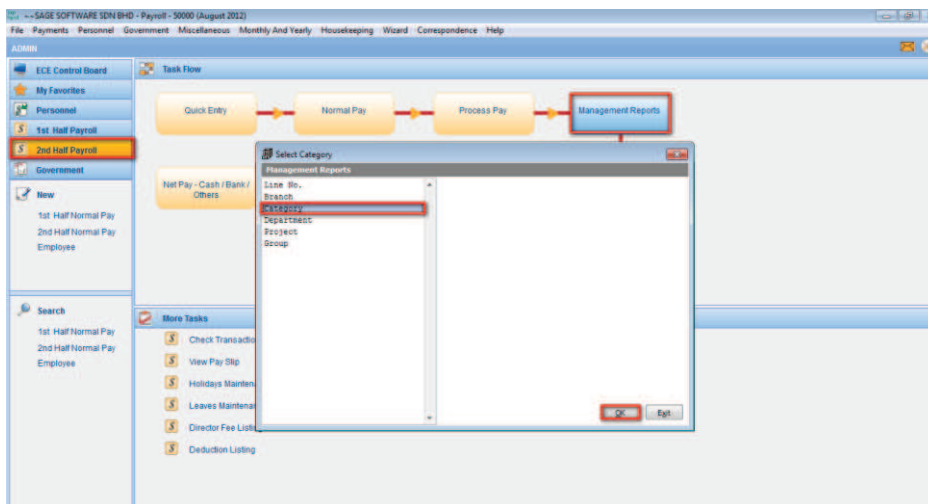 --SAGE SOFTWARE SDN BHD - Payroll - 50000 (August 2012)
File Payments Personnel Government Miscellaneous Monthly And Yearly Housekeeping Wizard Correspondence Help
ADMIN
ECE Control Board
My Favorites
Personnel
1st Half Payroll
2nd Half Payroll
Government
New
1st Half Normal Pay
2nd Half Normal Pay
Employee
Search
1st Half Normal Pay
2nd Half Normal Pay
Employee
Task Flow
Quick Entry
Normal Pay
Process Pay
Management Reports
Net Pay - Cash / Bank /
Others
Select Category
Management Reports
Line No.
Branch
Category
Department
Project
Group
OK
Exit
More Tasks
Check Transactio
View Pay Slip
Holidays Mainten
Leaves Maintena
Director Fee Listi
Deduction Listing